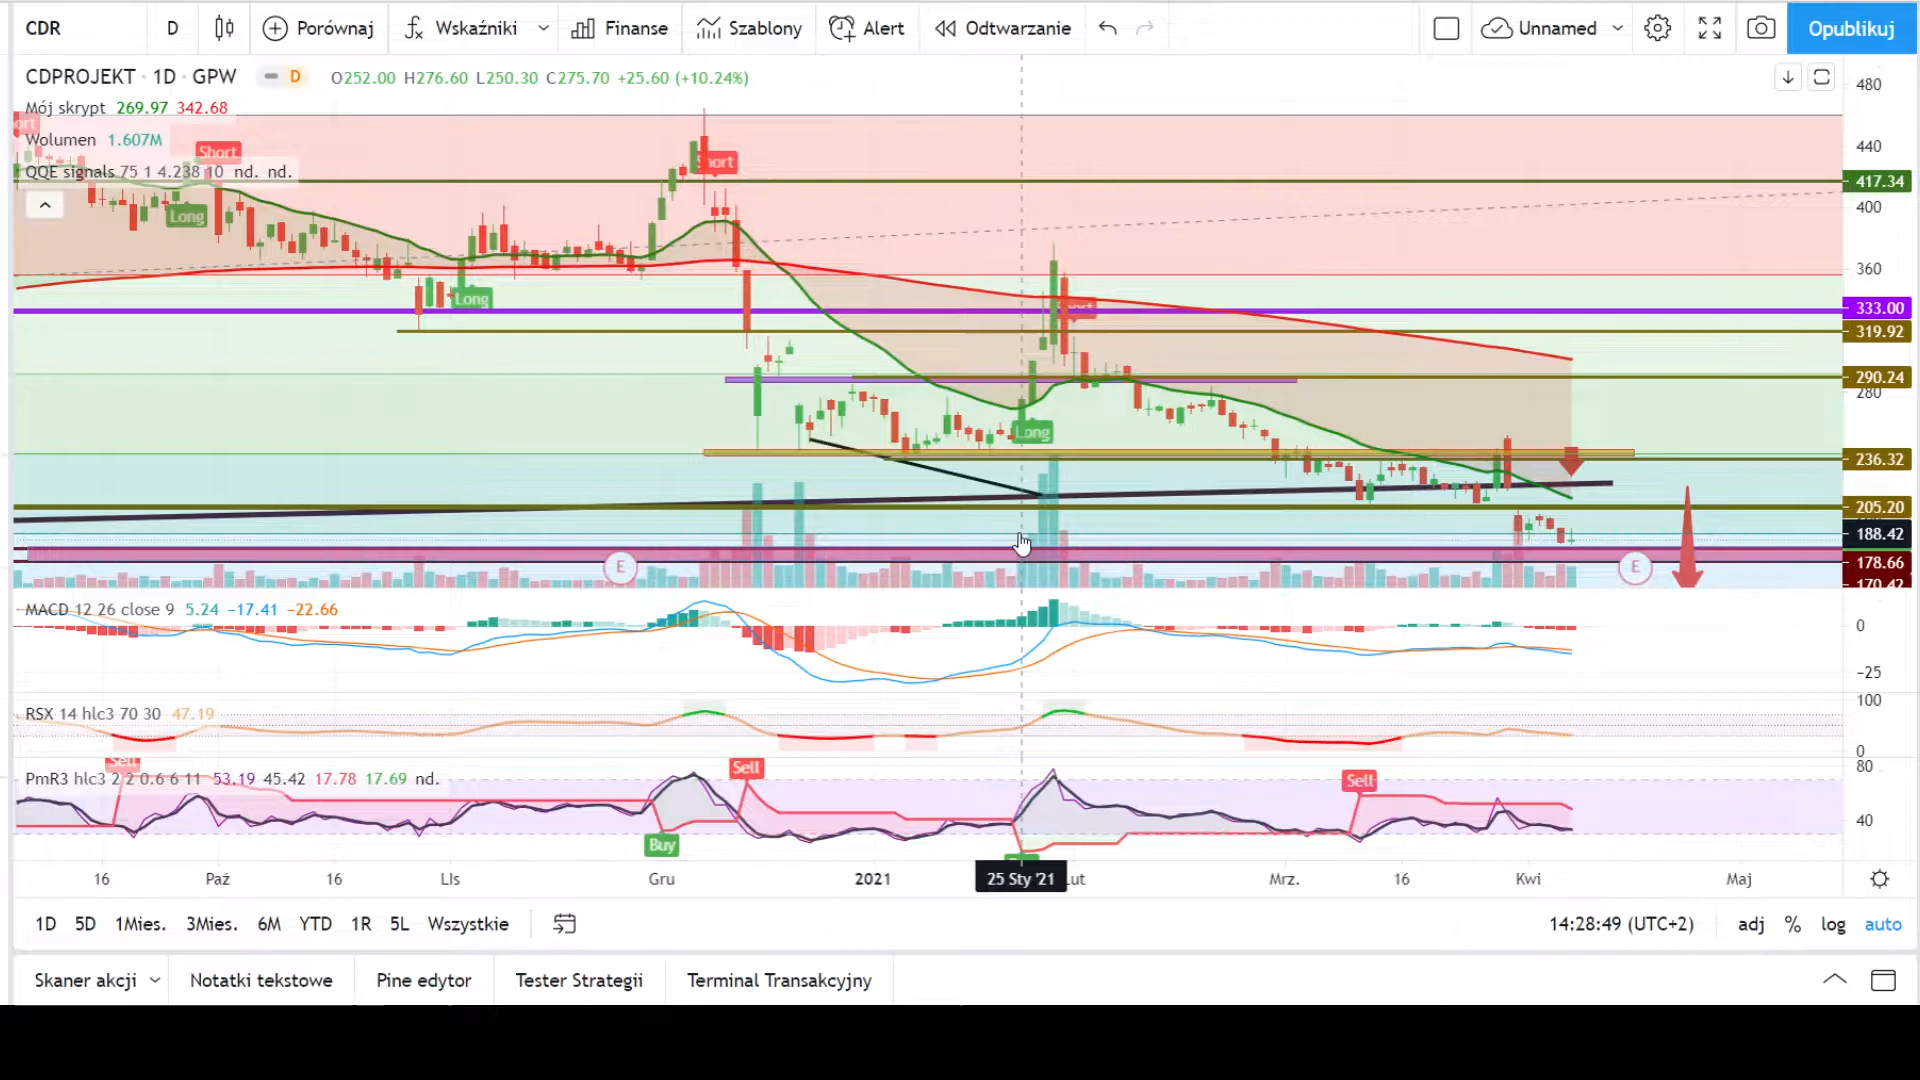 CDR D Porównaj Wskaźniki Finanse Szablony Alert Odtwarzanie Unnamed Opublikuj
CDPROJEKT · 1D · GPW D O252.00 H276.60 L250.30 C275.70 +25.60 (+10.24%)
Mój skrypt 269.97 342.68
Wolumen 1.607M
QQE signals 75 1 4.238 10 nd. nd.
Short
Long
Long
Long
E
E
480
440
417.34
400
360
333.00
319.92
290.24
280
236.32
205.20
188.42
178.66
170.42
MACD 12 26 close 9 5.24 −17.41 −22.66
0
−25
RSX 14 hlc3 70 30 47.19
100
0
PmR3 hlc3 2 2 0.6 6 11 53.19 45.42 17.78 17.69 nd.
Sell
Sell
Sell
Buy
80
40
16 Paź 16 Lis Gru 2021 25 Sty '21 Lut Mrz. 16 Kwi Maj
1D 5D 1Mies. 3Mies. 6M YTD 1R 5L Wszystkie 14:28:49 (UTC+2) adj % log auto
Skaner akcji Notatki tekstowe Pine edytor Tester Strategii Terminal Transakcyjny